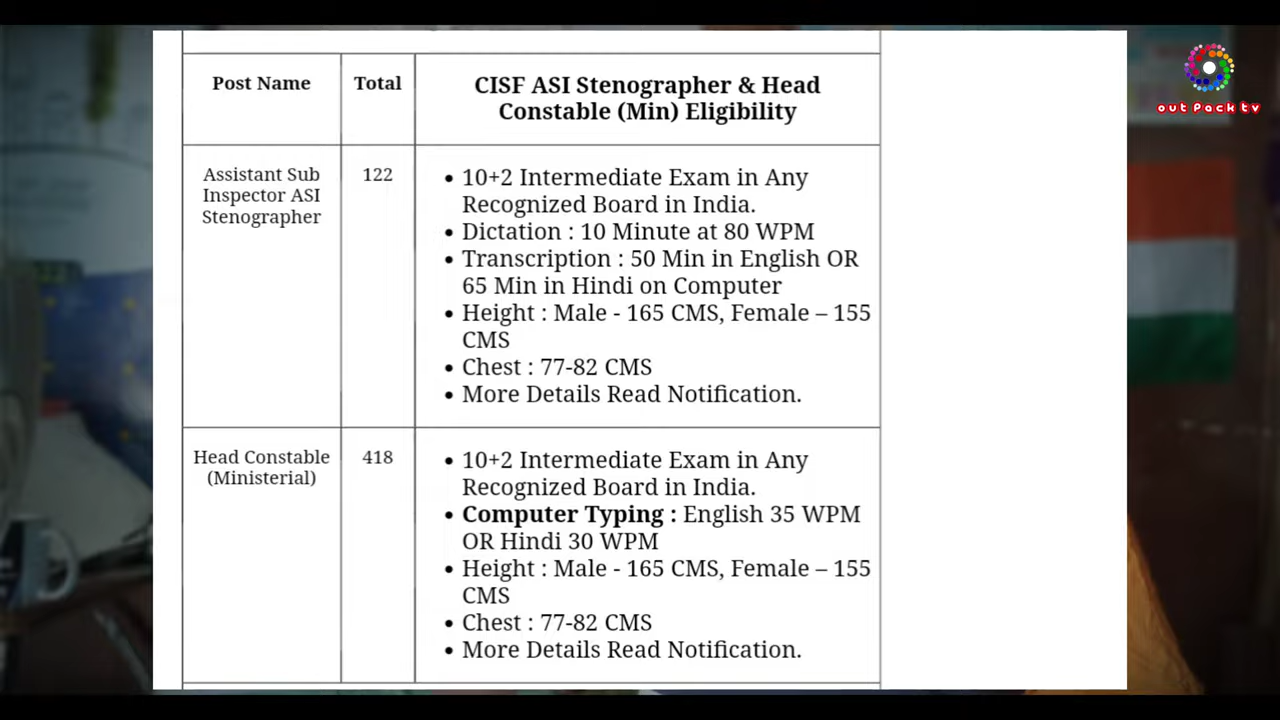 out Pack tv
Post Name
Total
CISF ASI Stenographer & Head
Constable (Min) Eligibility
Assistant Sub
Inspector ASI
Stenographer
122
• 10+2 Intermediate Exam in Any
Recognized Board in India.
• Dictation : 10 Minute at 80 WPM
• Transcription : 50 Min in English OR
65 Min in Hindi on Computer
• Height : Male - 165 CMS, Female – 155
CMS
• Chest : 77-82 CMS
• More Details Read Notification.
Head Constable
(Ministerial)
418
• 10+2 Intermediate Exam in Any
Recognized Board in India.
• Computer Typing : English 35 WPM
OR Hindi 30 WPM
• Height : Male - 165 CMS, Female – 155
CMS
• Chest : 77-82 CMS
• More Details Read Notification.